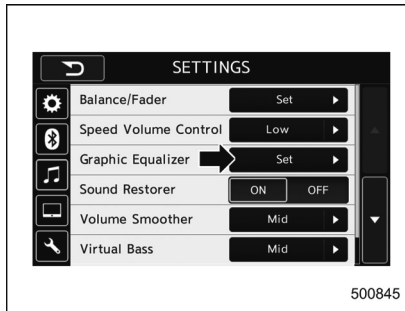 SETTINGS
Balance/Fader Set
Speed Volume Control Low
Graphic Equalizer Set
Sound Restorer ON OFF
Volume Smoother Mid
Virtual Bass Mid
500845